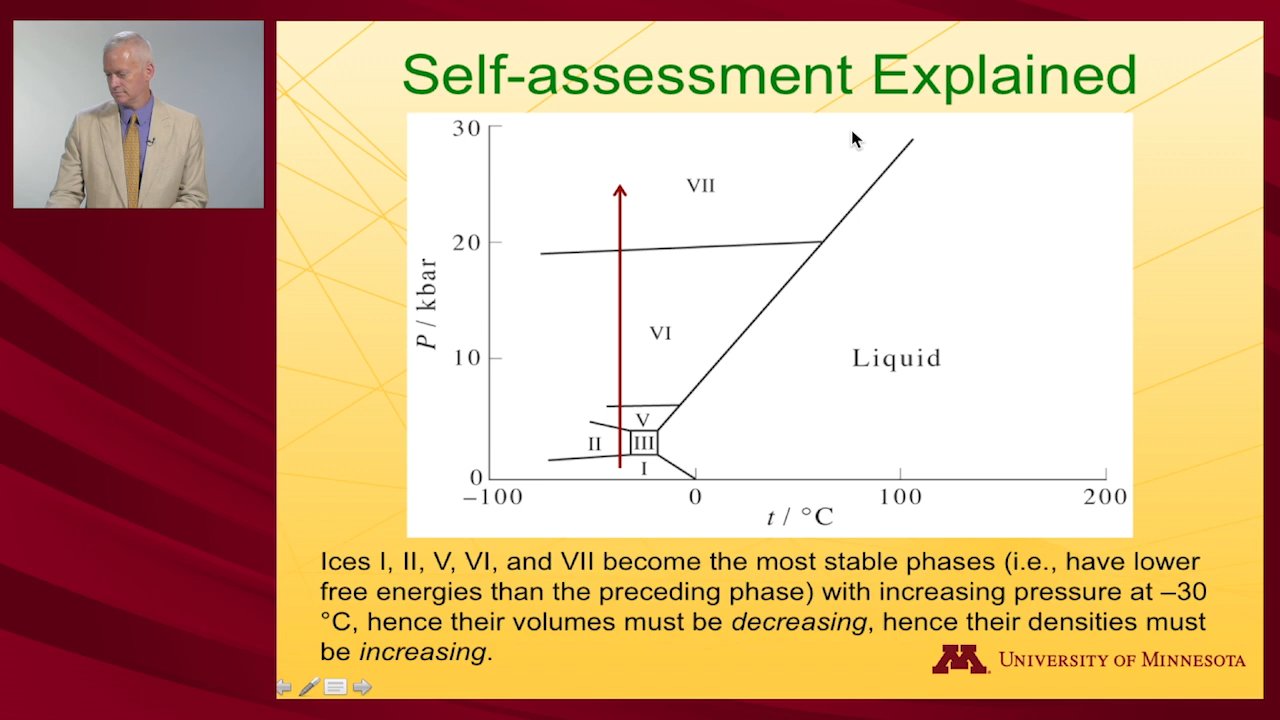 Self-assessment Explained
30
20
10
0
P / kbar
VII
VI
V
II
III
I
Liquid
–100
0
100
200
t / °C
Ices I, II, V, VI, and VII become the most stable phases (i.e., have lower
free energies than the preceding phase) with increasing pressure at –30
°C, hence their volumes must be decreasing, hence their densities must
be increasing.
M
UNIVERSITY OF MINNESOTA